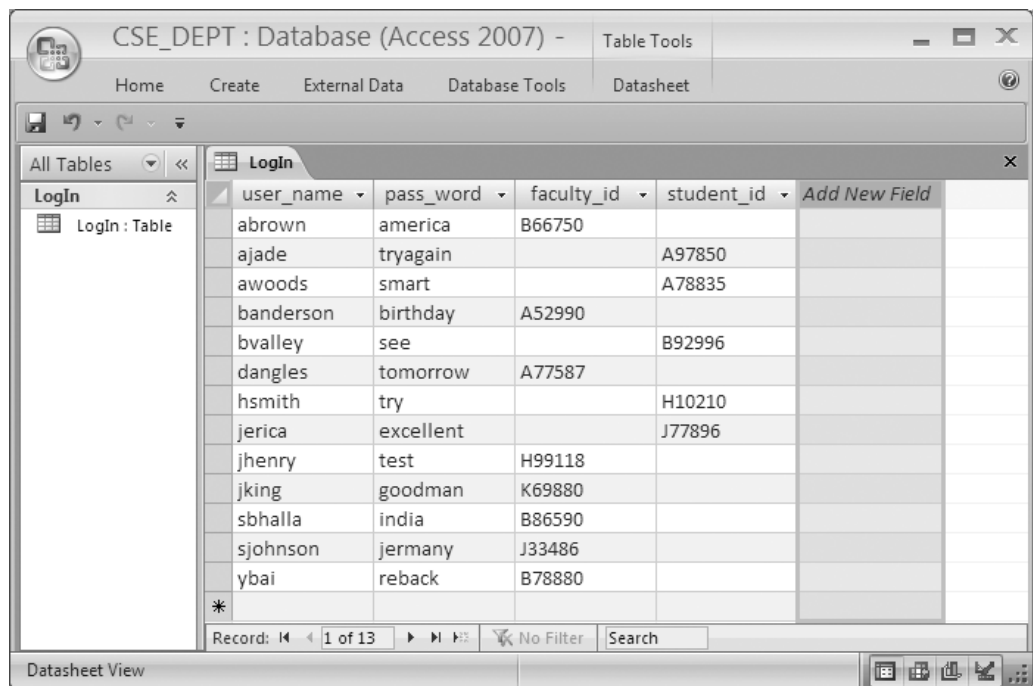 CSE_DEPT : Database (Access 2007) - Table Tools
Home Create External Data Database Tools Datasheet
All Tables LogIn
LogIn user_name pass_word faculty_id student_id Add New Field
LogIn : Table abrown america B66750
ajade tryagain A97850
awoods smart A78835
banderson birthday A52990
bvalley see B92996
dangles tomorrow A77587
hsmith try H10210
jerica excellent J77896
jhenry test H99118
jking goodman K69880
sbhalla india B86590
sjohnson jermany J33486
ybai reback B78880
Record: 1 of 13 No Filter Search
Datasheet View